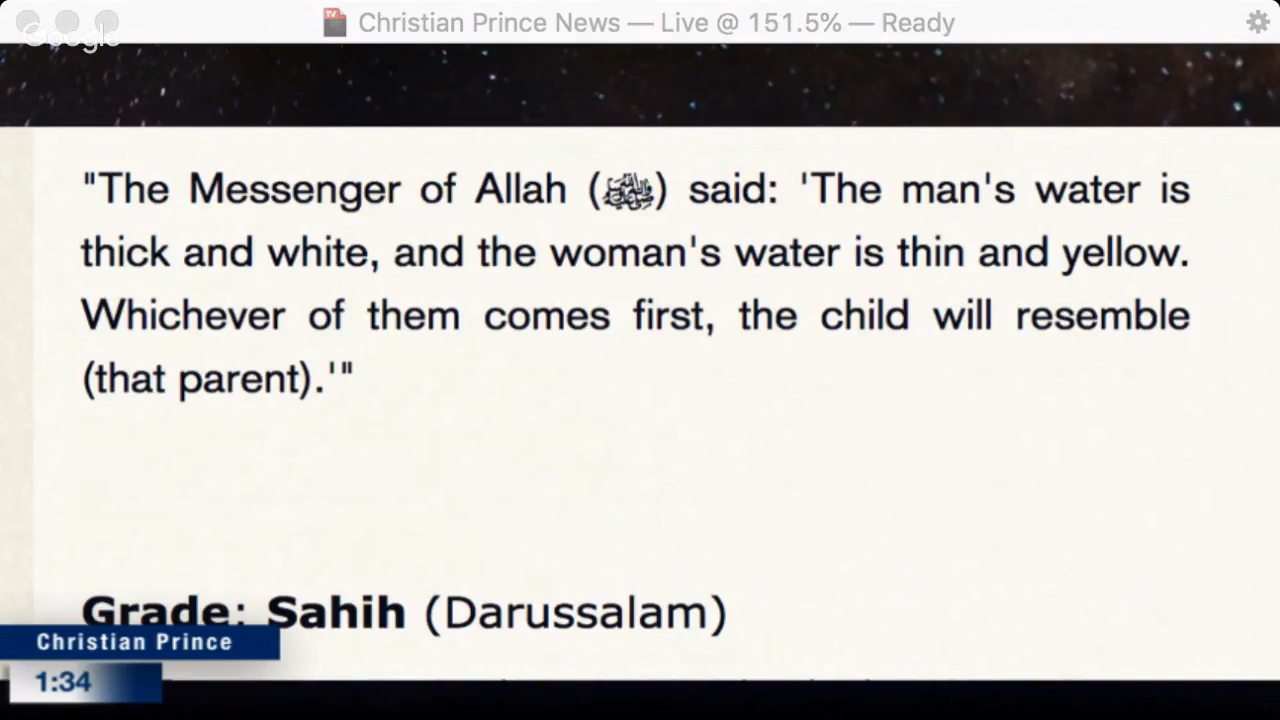 Christian Prince News — Live @ 151.5% — Ready
Google
"The Messenger of Allah (ﷺ) said: 'The man's water is
thick and white, and the woman's water is thin and yellow.
Whichever of them comes first, the child will resemble
(that parent).'"
Grade: Sahih (Darussalam)
Christian Prince
1:34